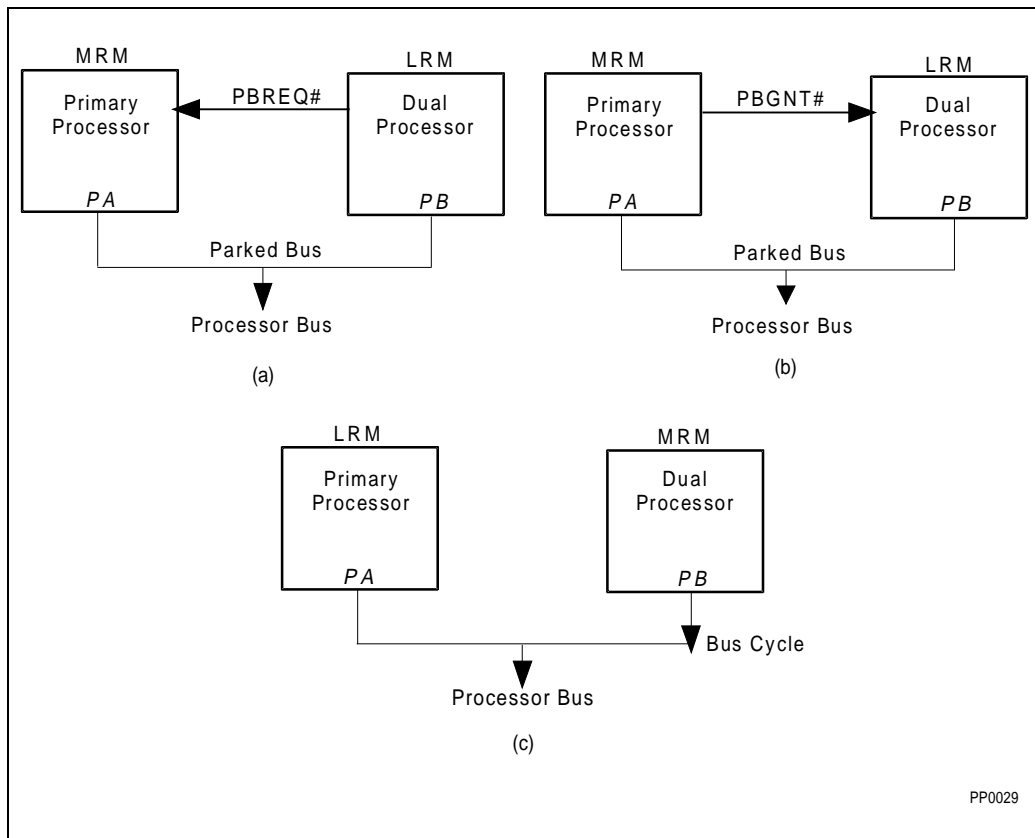 MRM
Primary
Processor
PA
PBREQ#
LRM
Dual
Processor
PB
Parked Bus
Processor Bus
(a)
MRM
Primary
Processor
PA
PBGNT#
LRM
Dual
Processor
PB
Parked Bus
Processor Bus
(b)
LRM
Primary
Processor
PA
MRM
Dual
Processor
PB
Bus Cycle
Processor Bus
(c)
PP0029